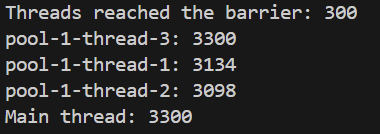 Threads reached the barrier: 300
pool-1-thread-3: 3300
pool-1-thread-1: 3134
pool-1-thread-2: 3098
Main thread: 3300